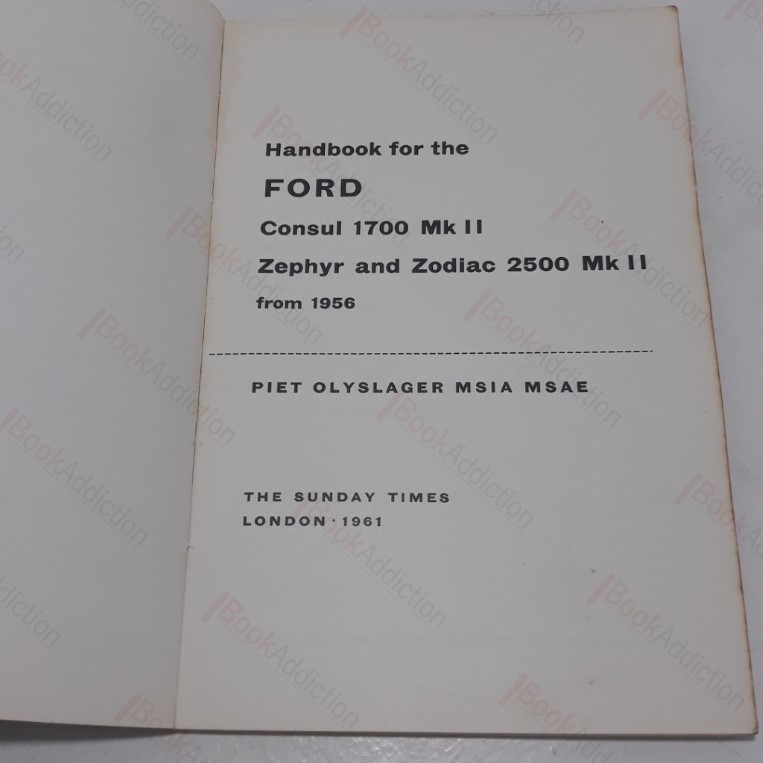 Handbook for the
FORD
Consul 1700 Mk II
Zephyr and Zodiac 2500 Mk II
from 1956
PIET OLYSLAGER MSIA MSAE
THE SUNDAY TIMES
LONDON · 1961
BookAddiction